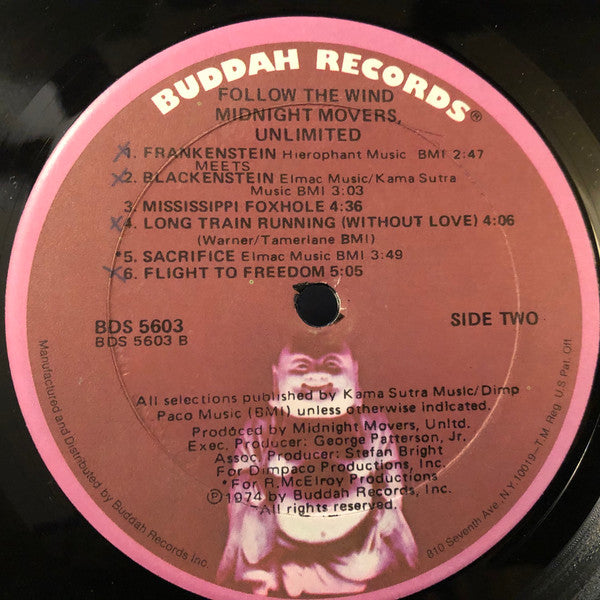 BUDDAH RECORDS®
FOLLOW THE WIND
MIDNIGHT MOVERS,
UNLIMITED
1. FRANKENSTEIN Hierophant Music BMI 2:47
MEETS
2. BLACKENSTEIN Elmac Music/Kama Sutra
Music BMI 3:03
3. MISSISSIPPI FOXHOLE 4:36
4. LONG TRAIN RUNNING (WITHOUT LOVE) 4:06
(Warner/Tamerlane BMI)
*5. SACRIFICE Elmac Music BMI 3:49
6. FLIGHT TO FREEDOM 5:05
BDS 5603
BDS 5603 B
SIDE TWO
All selections published by Kama Sutra Music/Dimp
Paco Music (BMI) unless otherwise indicated.
Produced by Midnight Movers, Unltd.
Exec. Producer: George Patterson, Jr.
Assoc. Producer: Stefan Bright
For Dimpaco Productions, Inc.
*For R.McElroy Productions
Ⓟ1974 by Buddah Records, Inc.
All rights reserved.
Manufactured and Distributed by Buddah Records Inc.
810 Seventh Ave., N.Y. 10019-T.M. Reg. U.S. Pat. Off.